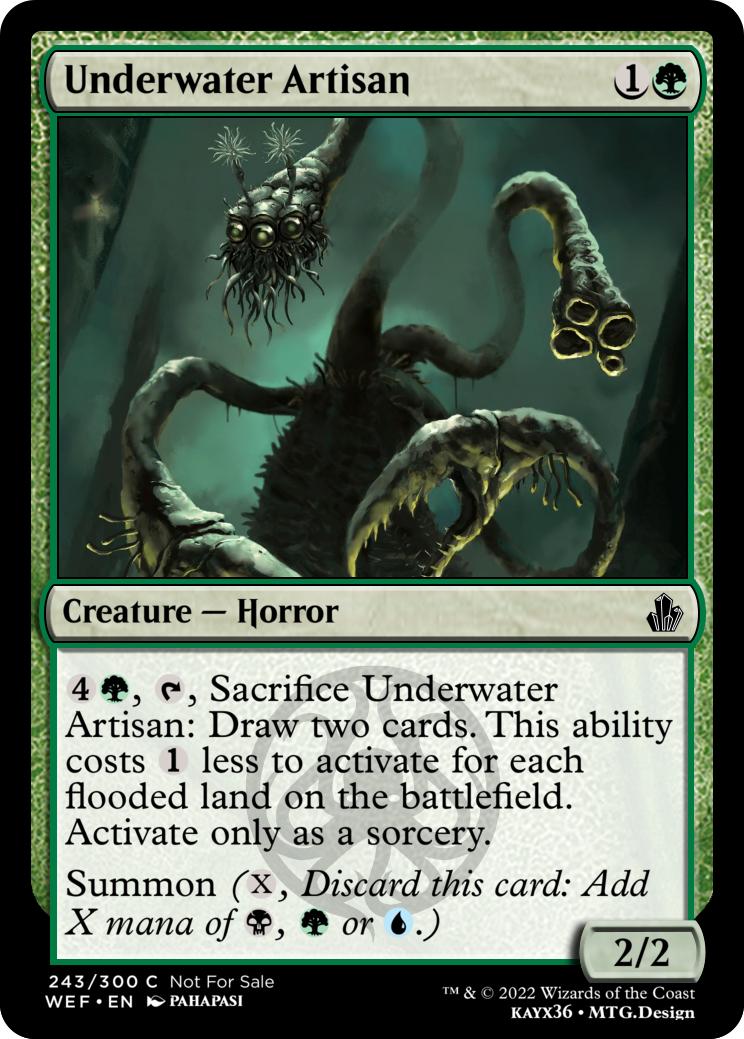 Underwater Artisan 1
Creature — Horror
4, , Sacrifice Underwater
Artisan: Draw two cards. This ability
costs 1 less to activate for each
flooded land on the battlefield.
Activate only as a sorcery.
Summon (X, Discard this card: Add
X mana of , or .)
2/2
243/300 C Not For Sale
WEF • EN PAHAPASI
™ & © 2022 Wizards of the Coast
KAYX36 • MTG.Design